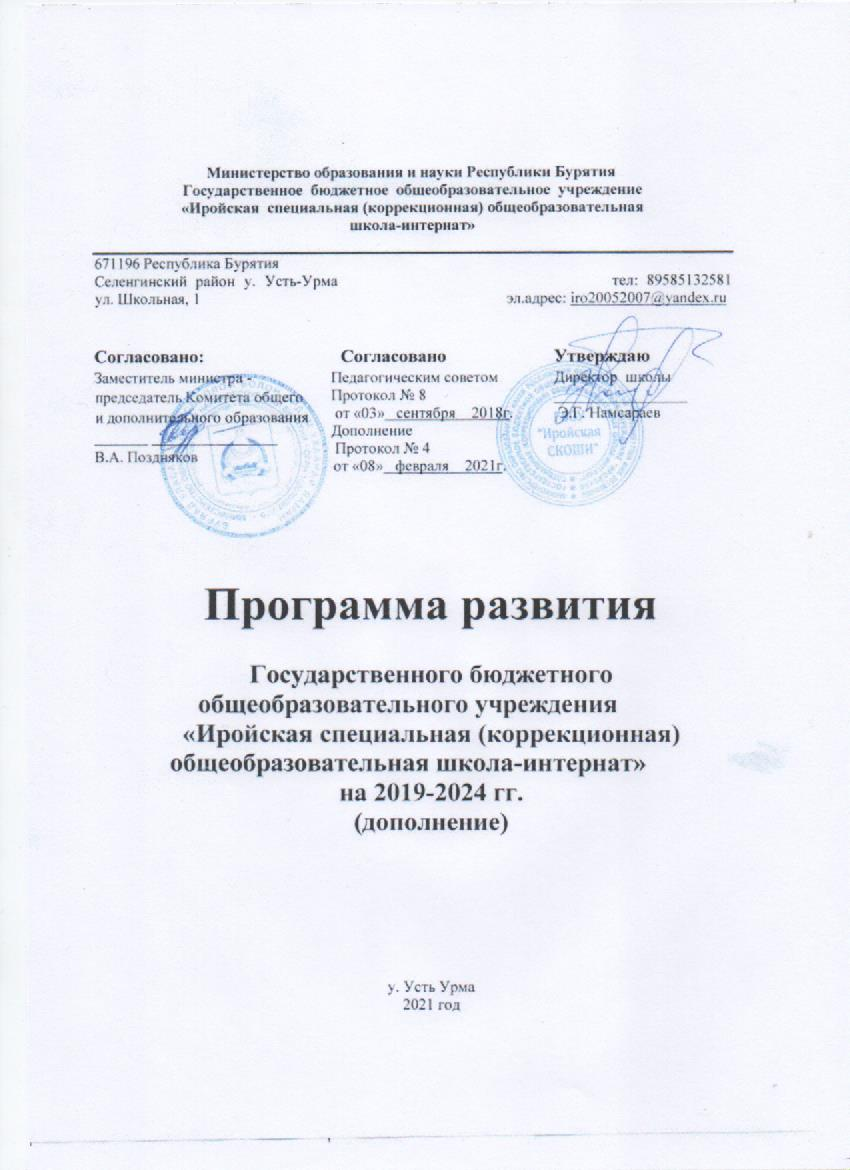 Министерство образования и науки Республики Бурятия
Государственное бюджетное общеобразовательное учреждение
«Иройская специальная (коррекционная) общеобразовательная
школа-интернат»
671196 Республика Бурятия
Селенгинский район у. Усть-Урма тел: 89585132581
ул. Школьная, 1 эл.адрес: iro20052007@yandex.ru
Согласовано: Согласовано Утверждаю
Заместитель министра - Педагогическим советом Директор школы
председатель Комитета общего Протокол № 8
и дополнительного образования от «03» сентября 2018г. Э.Г. Намсараев
Дополнение
Протокол № 4
В.А. Поздняков от «08» февраля 2021г.
"Иройская
СКОШИ"
Программа развития
Государственного бюджетного
общеобразовательного учреждения
«Иройская специальная (коррекционная)
общеобразовательная школа-интернат»
на 2019-2024 гг.
(дополнение)
у. Усть Урма
2021 год